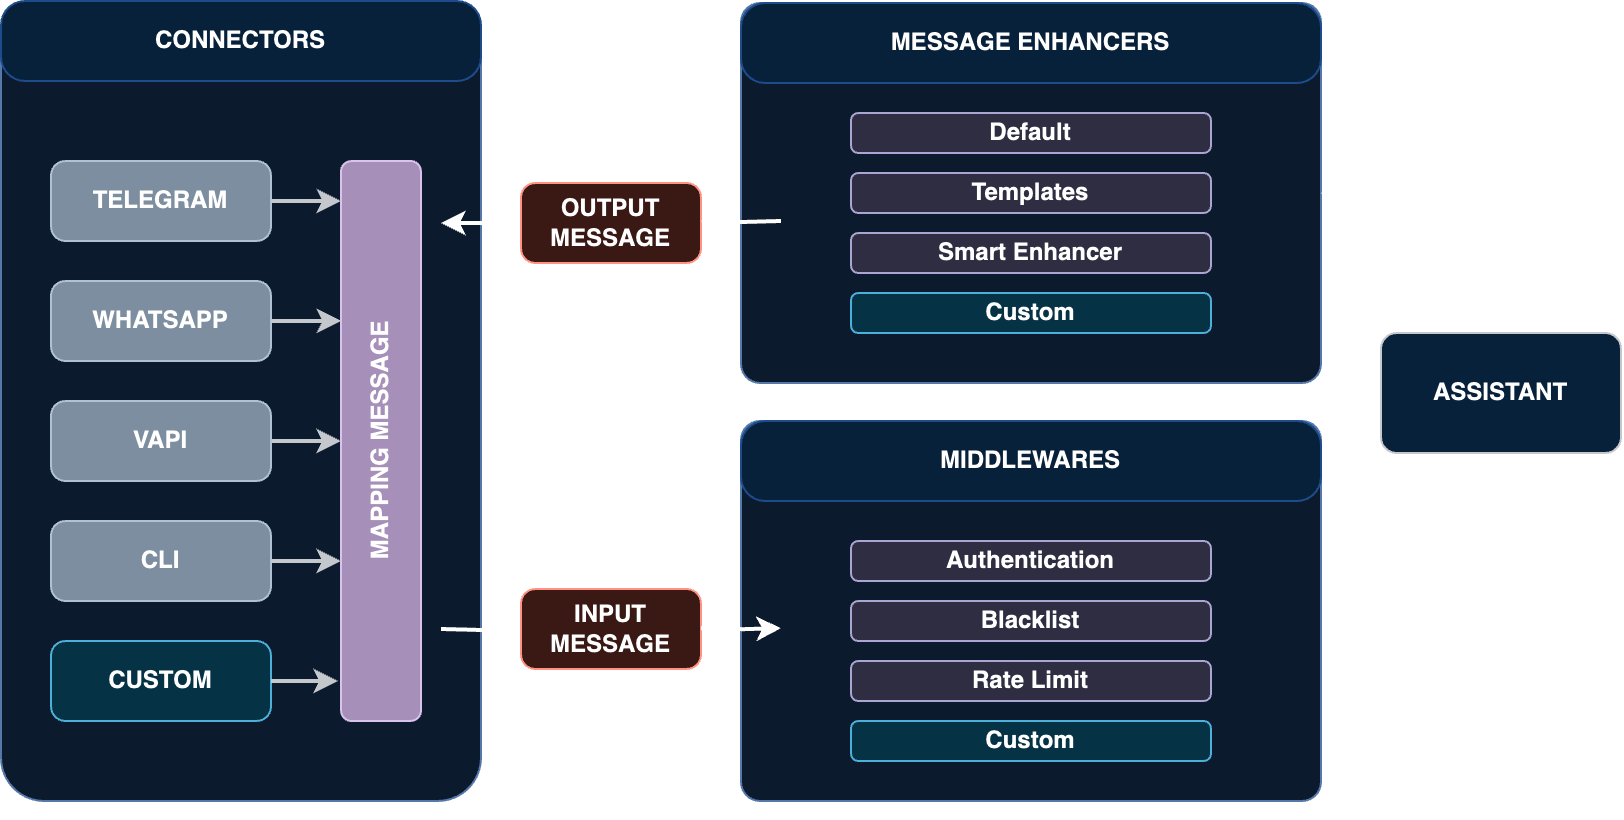 CONNECTORS
TELEGRAM
WHATSAPP
VAPI
CLI
CUSTOM
MAPPING MESSAGE
OUTPUT
MESSAGE
INPUT
MESSAGE
MESSAGE ENHANCERS
Default
Templates
Smart Enhancer
Custom
MIDDLEWARES
Authentication
Blacklist
Rate Limit
Custom
ASSISTANT